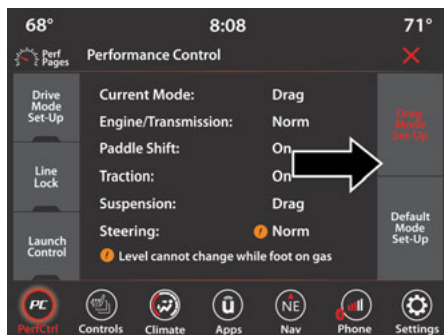 68°
8:08
71°
Perf
Pages
Performance Control
Drive
Mode
Set-Up
Line
Lock
Launch
Control
Current Mode: Drag
Engine/Transmission: Norm
Paddle Shift: On
Traction: On
Suspension: Drag
Steering: ! Norm
! Level cannot change while foot on gas
Drag
Mode
Set-Up
Default
Mode
Set-Up
PC
PerfCtrl
Controls
Climate
ū
Apps
NE
Nav
Phone
Settings